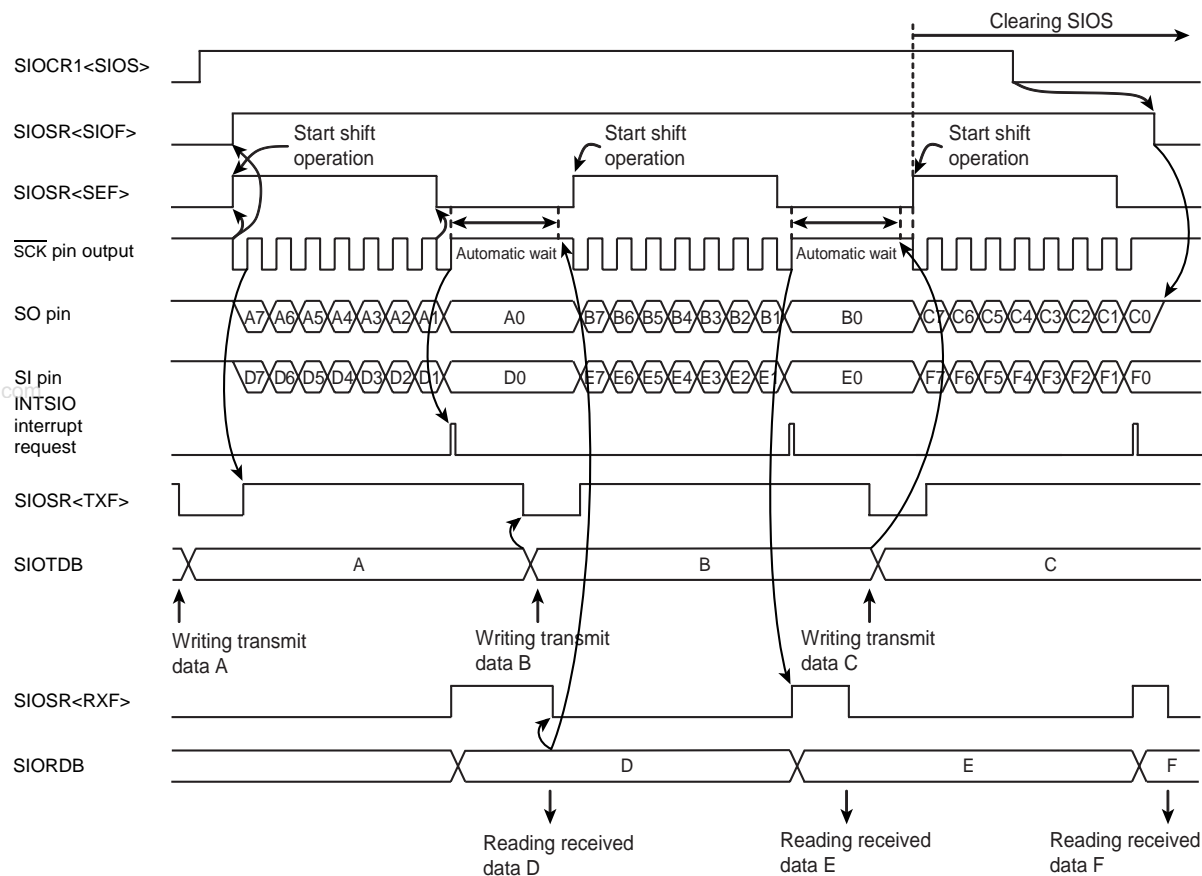 Clearing SIOS
SIOCR1<SIOS>
SIOSR<SIOF>
Start shift
operation
Start shift
operation
Start shift
operation
SIOSR<SEF>
SCK pin output
Automatic wait
Automatic wait
SO pin
A7 A6 A5 A4 A3 A2 A1 A0 B7 B6 B5 B4 B3 B2 B1 B0 C7 C6 C5 C4 C3 C2 C1 C0
SI pin
D7 D6 D5 D4 D3 D2 D1 D0 E7 E6 E5 E4 E3 E2 E1 E0 F7 F6 F5 F4 F3 F2 F1 F0
com
INTSIO
interrupt
request
SIOSR<TXF>
SIOTDB
A B C
Writing transmit
data A
Writing transmit
data B
Writing transmit
data C
SIOSR<RXF>
SIORDB
D E F
Reading received
data D
Reading received
data E
Reading received
data F